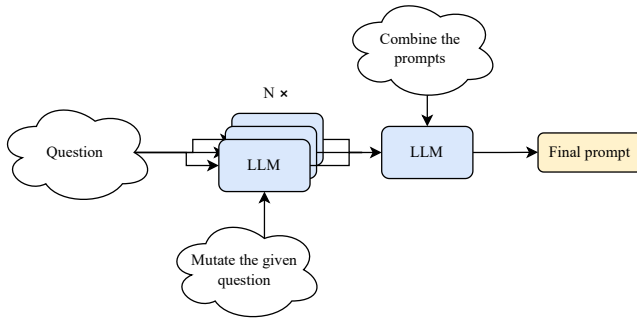 Combine the
prompts
N ×
Question
LLM
LLM
Final prompt
Mutate the given
question